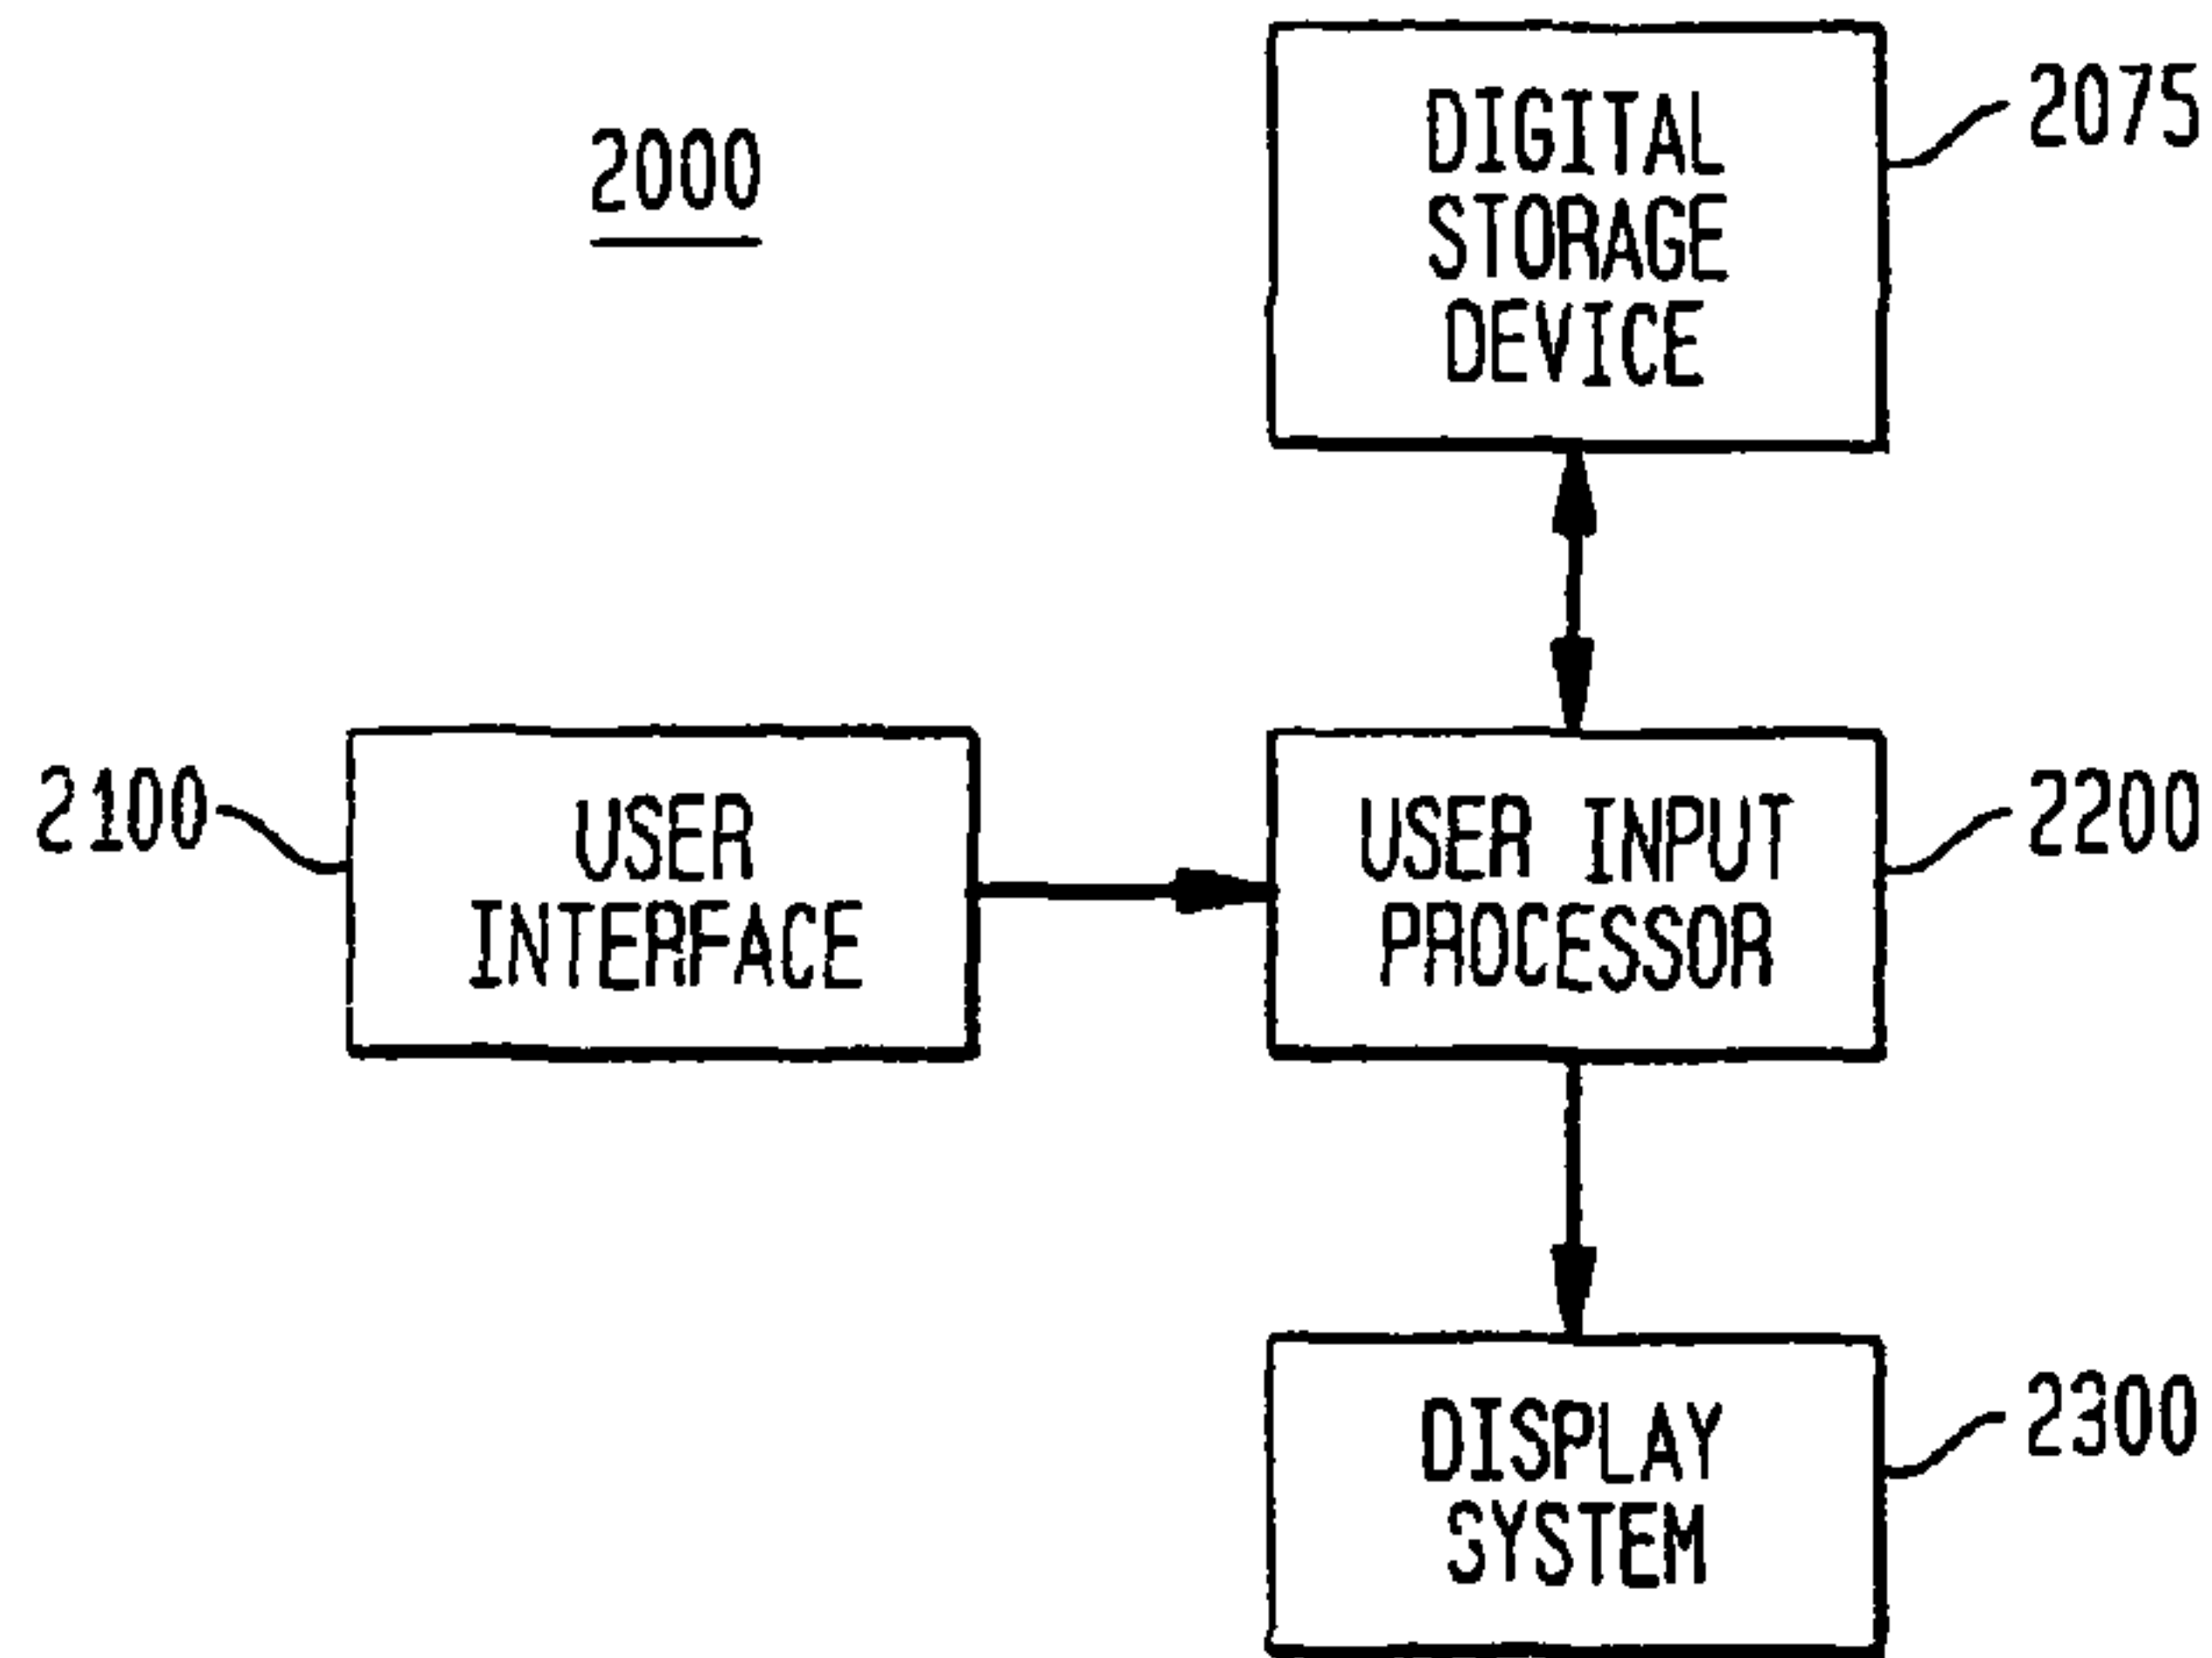 2000
DIGITAL
STORAGE
DEVICE
2075
2100
USER
INTERFACE
USER INPUT
PROCESSOR
2200
DISPLAY
SYSTEM
2300